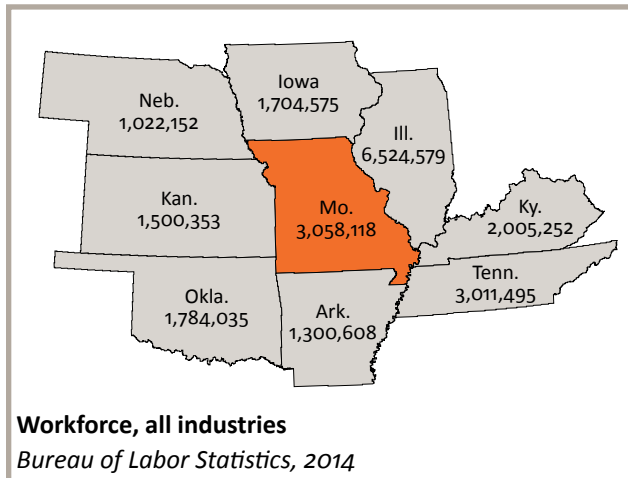 Iowa
1,704,575
Neb.
1,022,152
Ill.
6,524,579
Kan.
1,500,353
Mo.
3,058,118
Ky.
2,005,252
Tenn.
3,011,495
Okla.
1,784,035
Ark.
1,300,608
Workforce, all industries
Bureau of Labor Statistics, 2014